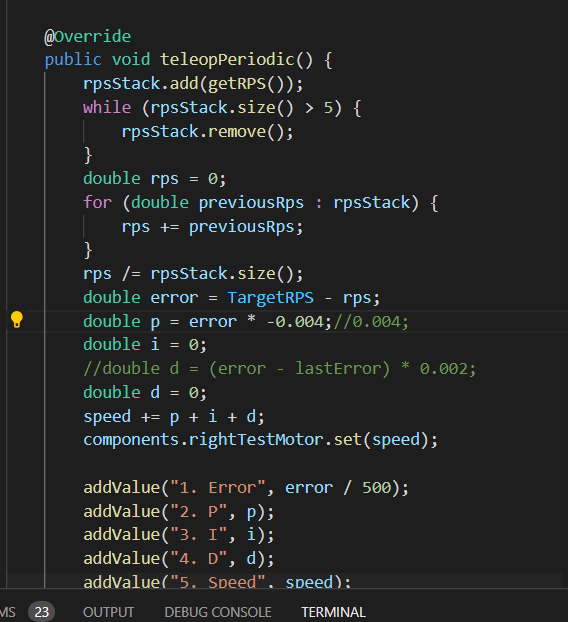 @Override
public void teleopPeriodic() {
rpsStack.add(getRPS());
while (rpsStack.size() > 5) {
rpsStack.remove();
}
double rps = 0;
for (double previousRps : rpsStack) {
rps += previousRps;
}
rps /= rpsStack.size();
double error = TargetRPS - rps;
double p = error * -0.004;//0.004;
double i = 0;
//double d = (error - lastError) * 0.002;
double d = 0;
speed += p + i + d;
components.rightTestMotor.set(speed);
addValue("1. Error", error / 500);
addValue("2. P", p);
addValue("3. I", i);
addValue("4. D", d);
addValue("5. Speed", speed);
MS 23 OUTPUT DEBUG CONSOLE TERMINAL